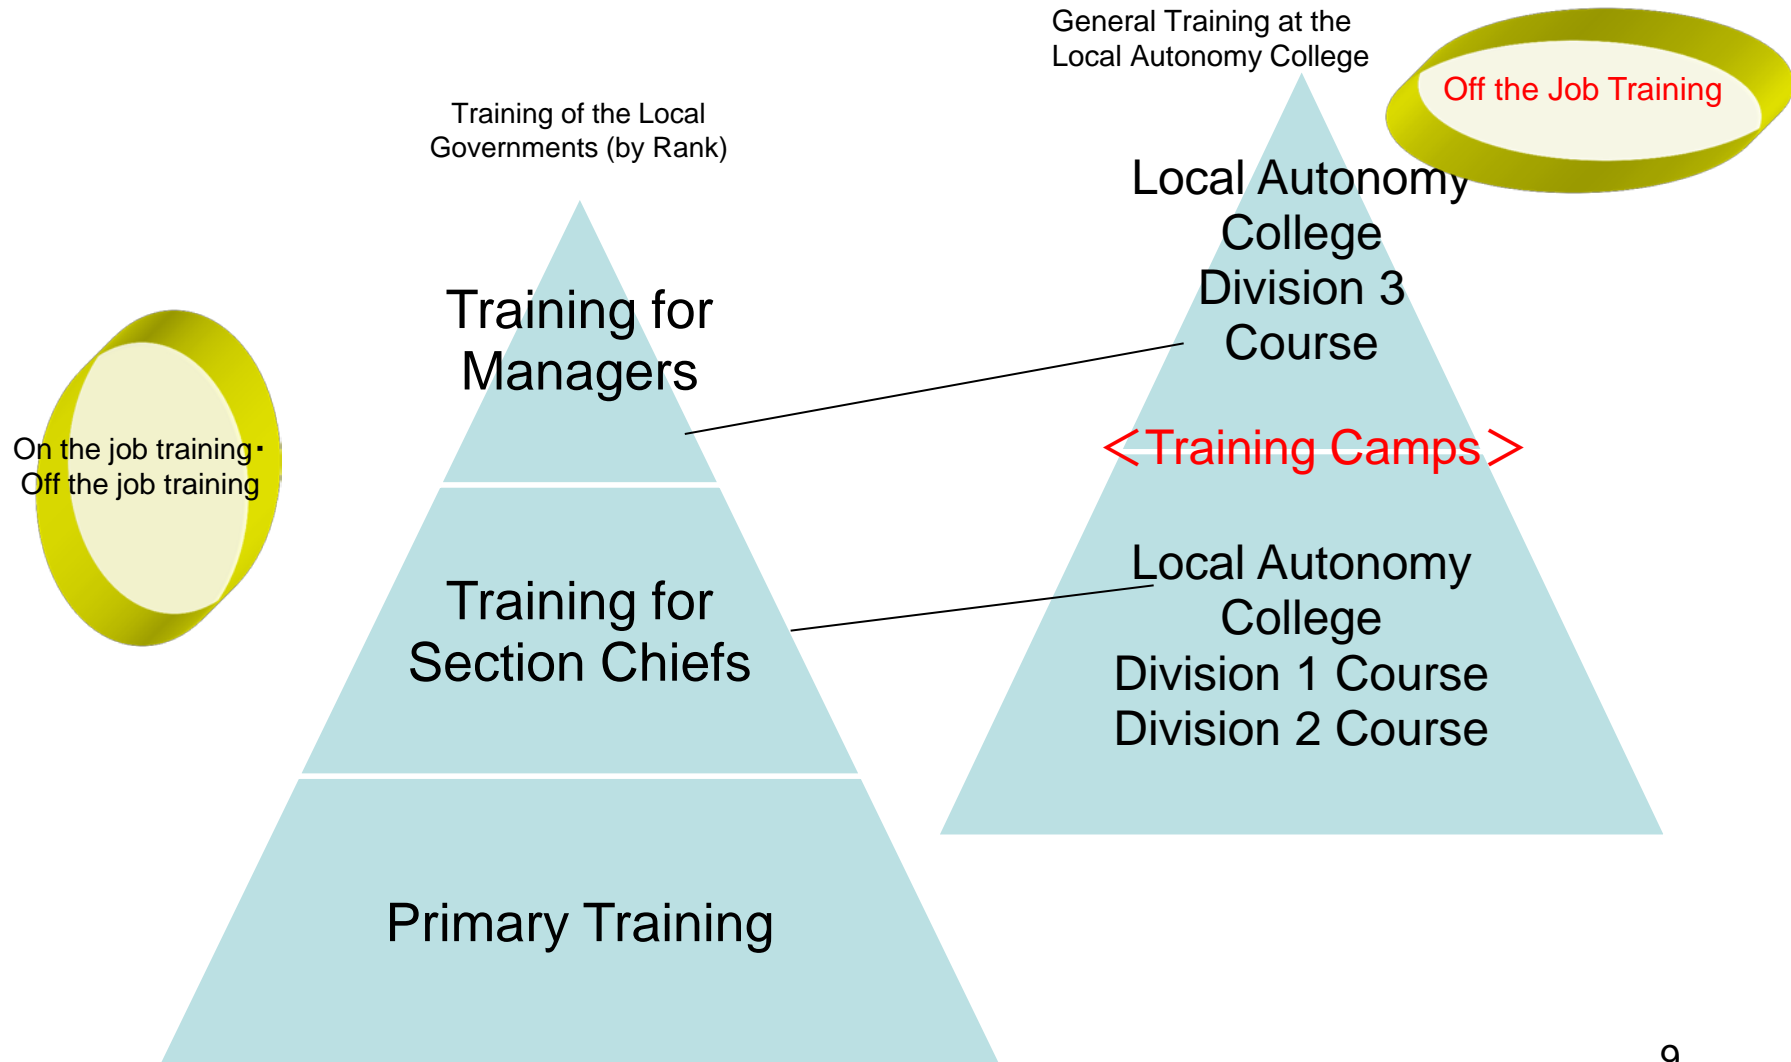 General Training at the
Local Autonomy College
Off the Job Training
Training of the Local
Governments (by Rank)
Local Autonomy
College
Division 3
Course
Training for
Managers
<Training Camps>
On the job training・
Off the job training
Local Autonomy
College
Division 1 Course
Division 2 Course
Training for
Section Chiefs
Primary Training
9